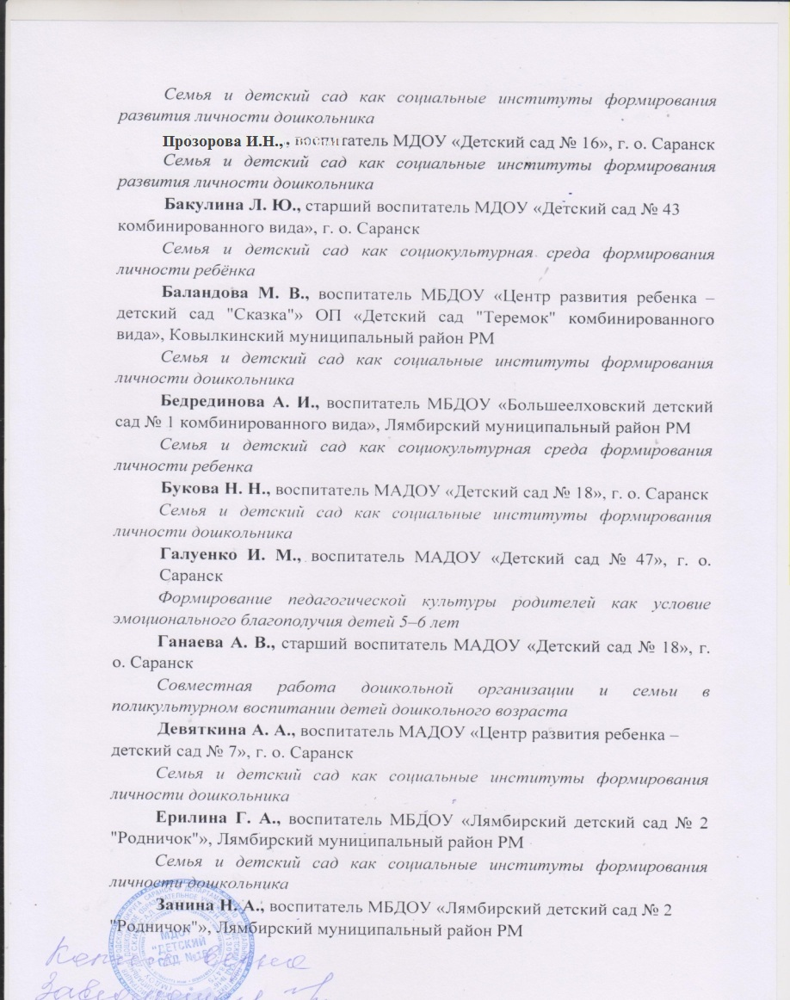 Семья и детский сад как социальные институты формирования
развития личности дошкольника
Прозорова И.Н., , воспитатель МДОУ «Детский сад № 16», г. о. Саранск
Семья и детский сад как социальные институты формирования
развития личности дошкольника
Бакулина Л. Ю., старший воспитатель МДОУ «Детский сад № 43
комбинированного вида», г. о. Саранск
Семья и детский сад как социокультурная среда формирования
личности ребёнка
Баландова М. В., воспитатель МБДОУ «Центр развития ребенка –
детский сад "Сказка"» ОП «Детский сад "Теремок" комбинированного
вида», Ковылкинский муниципальный район РМ
Семья и детский сад как социальные институты формирования
личности дошкольника
Бедрединова А. И., воспитатель МБДОУ «Большеелховский детский
сад № 1 комбинированного вида», Лямбирский муниципальный район РМ
Семья и детский сад как социокультурная среда формирования
личности ребенка
Букова Н. Н., воспитатель МАДОУ «Детский сад № 18», г. о. Саранск
Семья и детский сад как социальные институты формирования
личности дошкольника
Галуенко И. М., воспитатель МАДОУ «Детский сад № 47», г. о.
Саранск
Формирование педагогической культуры родителей как условие
эмоционального благополучия детей 5–6 лет
Ганаева А. В., старший воспитатель МАДОУ «Детский сад № 18», г.
о. Саранск
Совместная работа дошкольной организации и семьи в
поликультурном воспитании детей дошкольного возраста
Девяткина А. А., воспитатель МАДОУ «Центр развития ребенка –
детский сад № 7», г. о. Саранск
Семья и детский сад как социальные институты формирования
личности дошкольника
Ерилина Г. А., воспитатель МБДОУ «Лямбирский детский сад № 2
"Родничок"», Лямбирский муниципальный район РМ
Семья и детский сад как социальные институты формирования
личности дошкольника
Занина Н. А., воспитатель МБДОУ «Лямбирский детский сад № 2
"Родничок"», Лямбирский муниципальный район РМ
МДОУ
"ДЕТСКИЙ
САД №16"
Копия верна